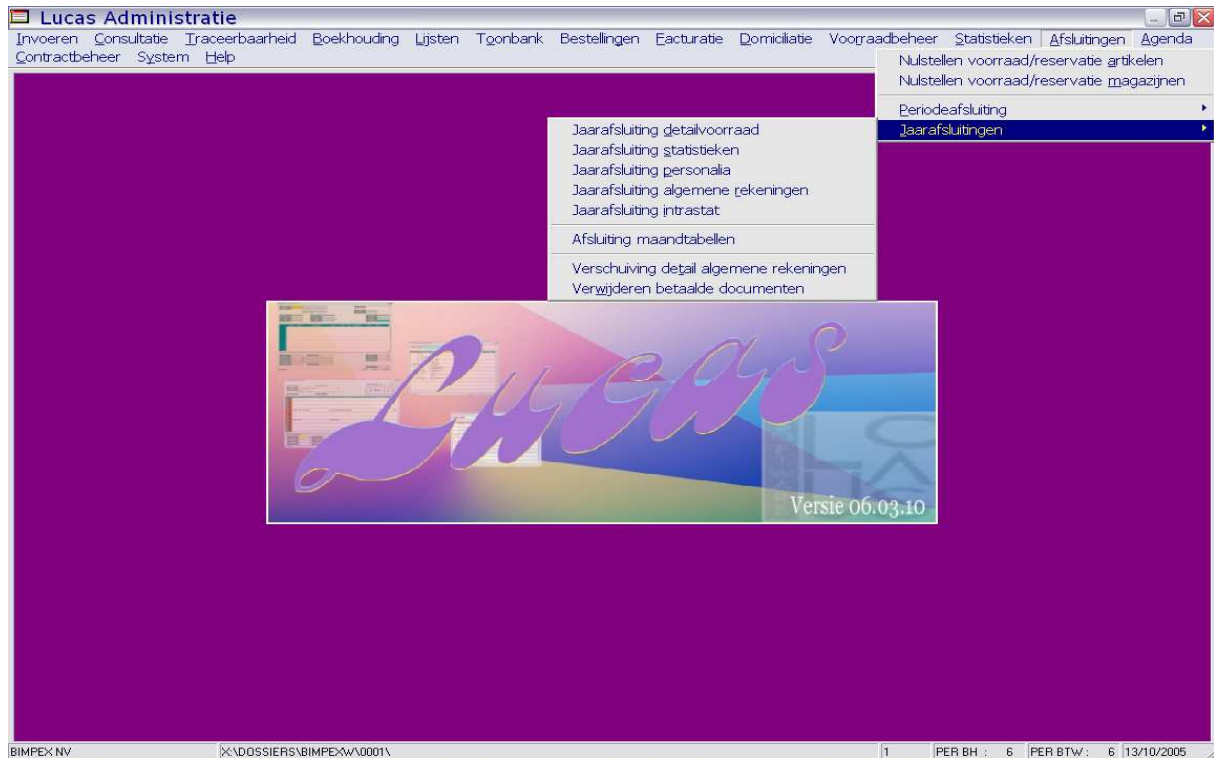 Lucas Administratie
Invoeren Consultatie Traceerbaarheid Boekhouding Lijsten Toonbank Bestellingen Facturatie Domiciliatie Voorraadbeheer Statistieken Afsluitingen Agenda
Contractbeheer System Help
Nulstellen voorraad/reservatie artikelen
Nulstellen voorraad/reservatie magazijnen
Periodeafsluiting
Jaarafsluitingen
Jaarafsluiting detailvoorraad
Jaarafsluiting statistieken
Jaarafsluiting personalia
Jaarafsluiting algemene rekeningen
Jaarafsluiting intrastat
Afsluiting maandtabellen
Verschuiving detail algemene rekeningen
Verwijderen betaalde documenten
Lucas
Versie 06.03.10
BIMPEX NV X:\DOSSIERS\BIMPEXW\0001\ 1 PER BH : 6 PER BTW : 6 13/10/2005